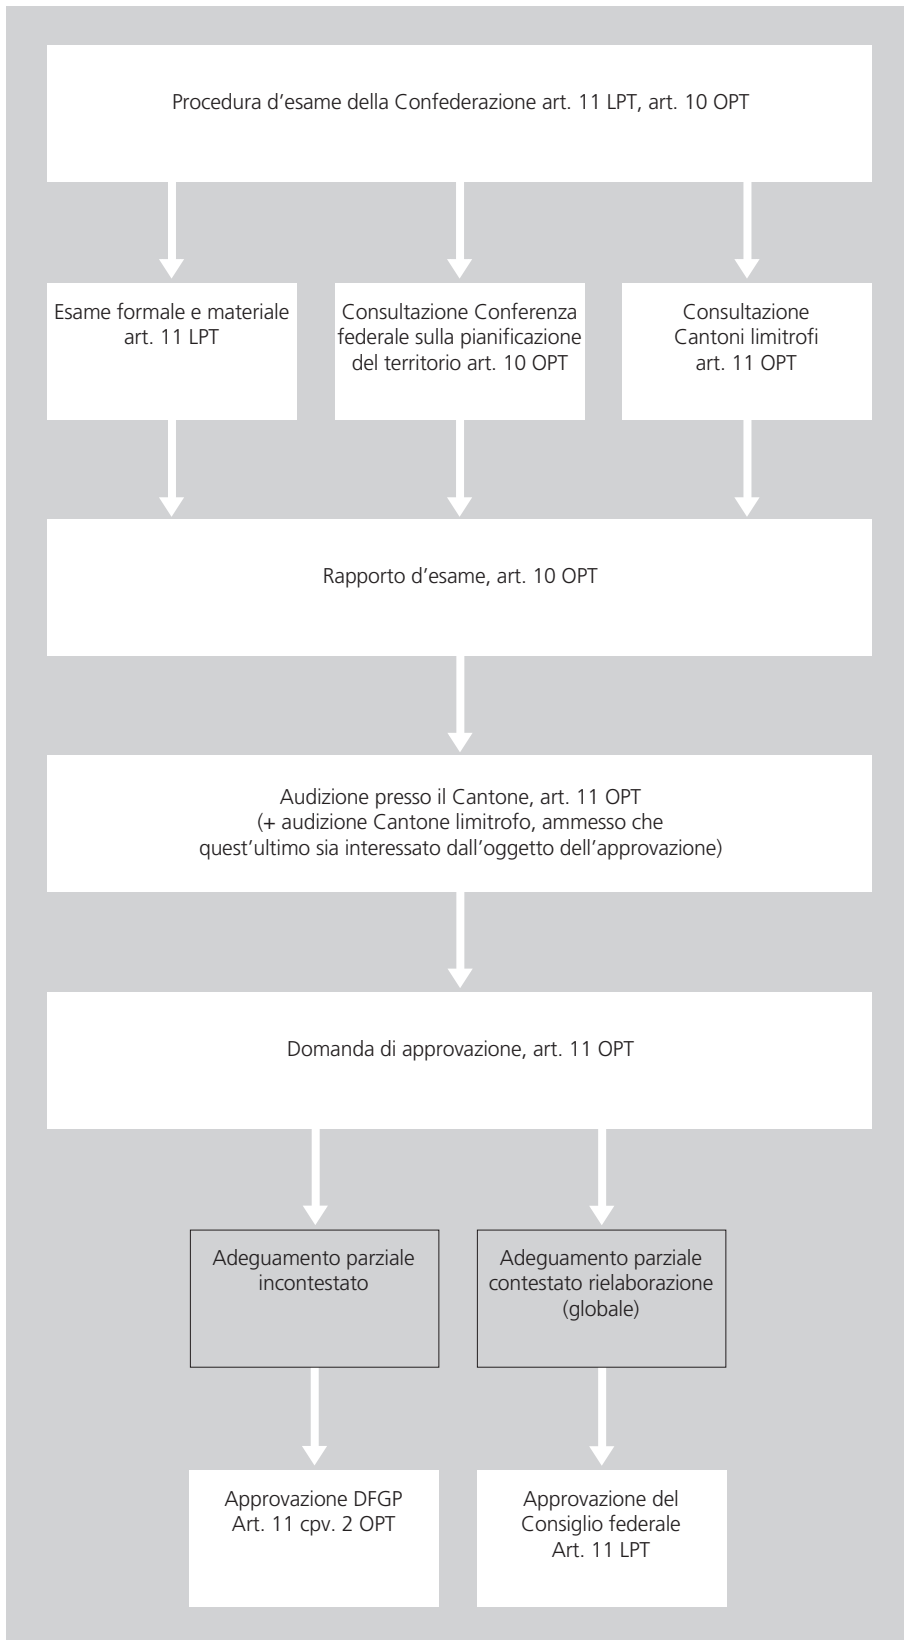 Procedura d'esame della Confederazione art. 11 LPT, art. 10 OPT
Esame formale e materiale
art. 11 LPT
Consultazione Conferenza
federale sulla pianificazione
del territorio art. 10 OPT
Consultazione
Cantoni limitrofi
art. 11 OPT
Rapporto d'esame, art. 10 OPT
Audizione presso il Cantone, art. 11 OPT
(+ audizione Cantone limitrofo, ammesso che
quest'ultimo sia interessato dall'oggetto dell'approvazione)
Domanda di approvazione, art. 11 OPT
Adeguamento parziale
incontestato
Adeguamento parziale
contestato rielaborazione
(globale)
Approvazione DFGP
Art. 11 cpv. 2 OPT
Approvazione del
Consiglio federale
Art. 11 LPT